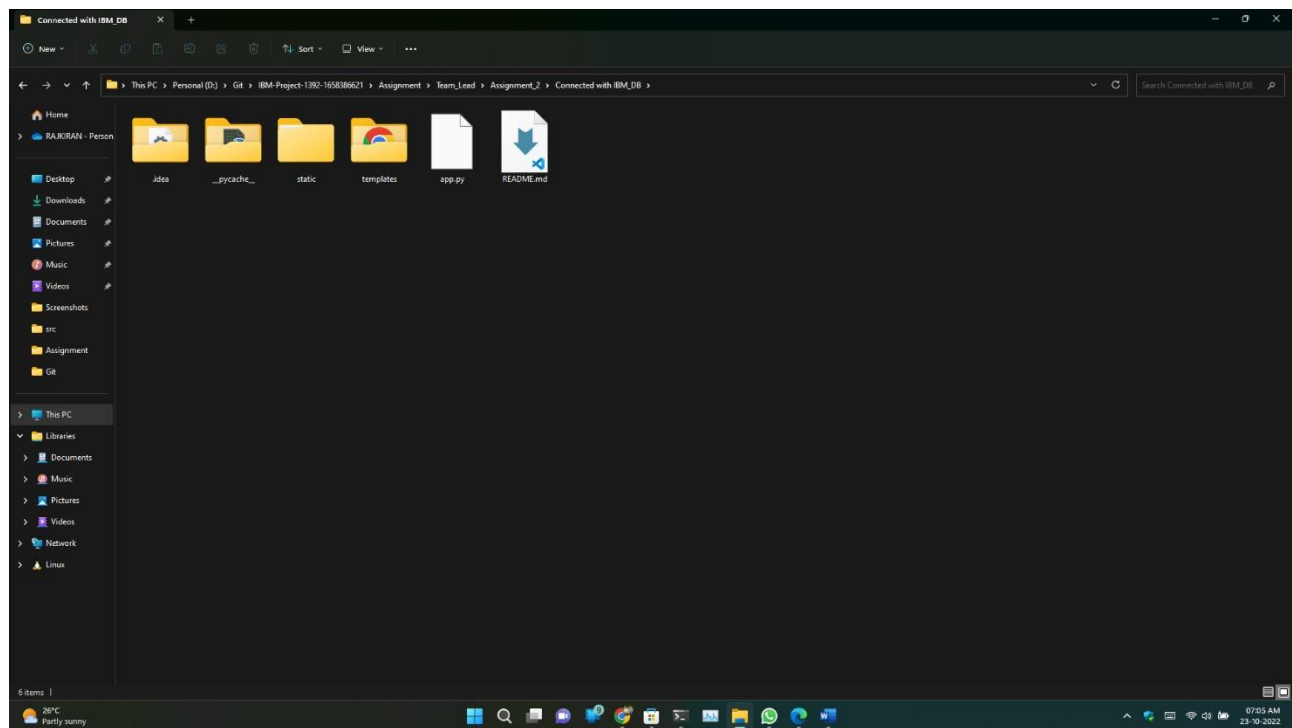 Connected with IBM_DB
New
Sort
View
This PC > Personal (D:) > Git > IBM-Project-1392-1658386621 > Assignment > Team_Lead > Assignment_2 > Connected with IBM_DB >
Search Connected with IBM_DB
Home
RAJKIRAN - Person
Desktop
Downloads
Documents
Pictures
Music
Videos
Screenshots
src
Assignment
Git
This PC
Libraries
Documents
Music
Pictures
Videos
Network
Linux
.idea
__pycache__
static
templates
app.py
README.md
6 items
26°C
Partly sunny
9
07:05 AM
23-10-2022